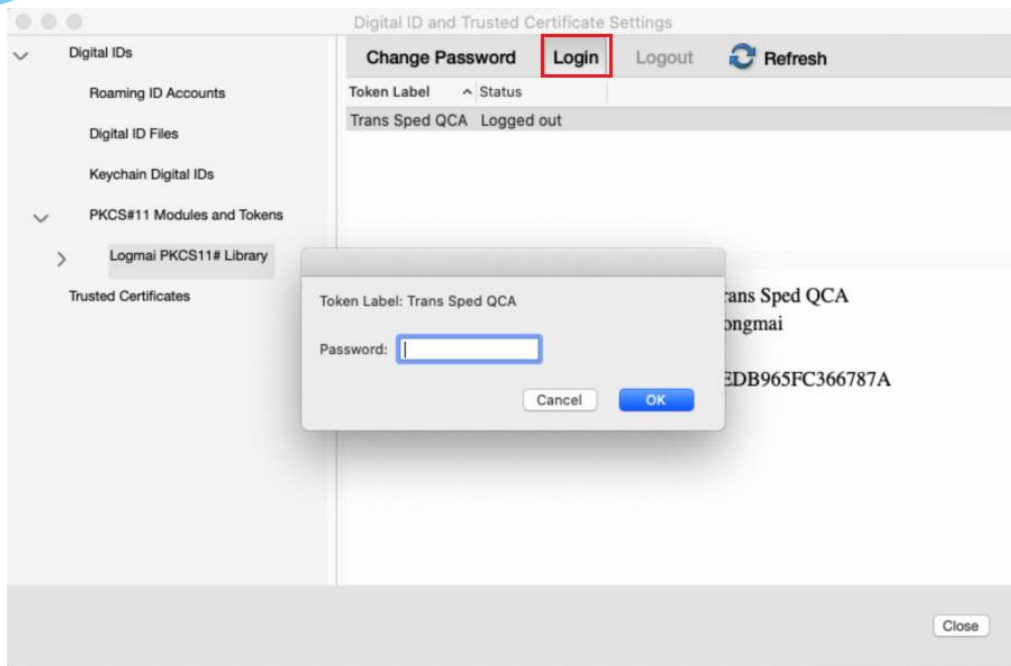 Digital ID and Trusted Certificate Settings
Digital IDs
Roaming ID Accounts
Digital ID Files
Keychain Digital IDs
PKCS#11 Modules and Tokens
Logmai PKCS11# Library
Trusted Certificates
Change Password Login Logout Refresh
Token Label Status
Trans Sped QCA Logged out
rans Sped QCA
ongmai
EDB965FC366787A
Token Label: Trans Sped QCA
Password:
Cancel OK
Close